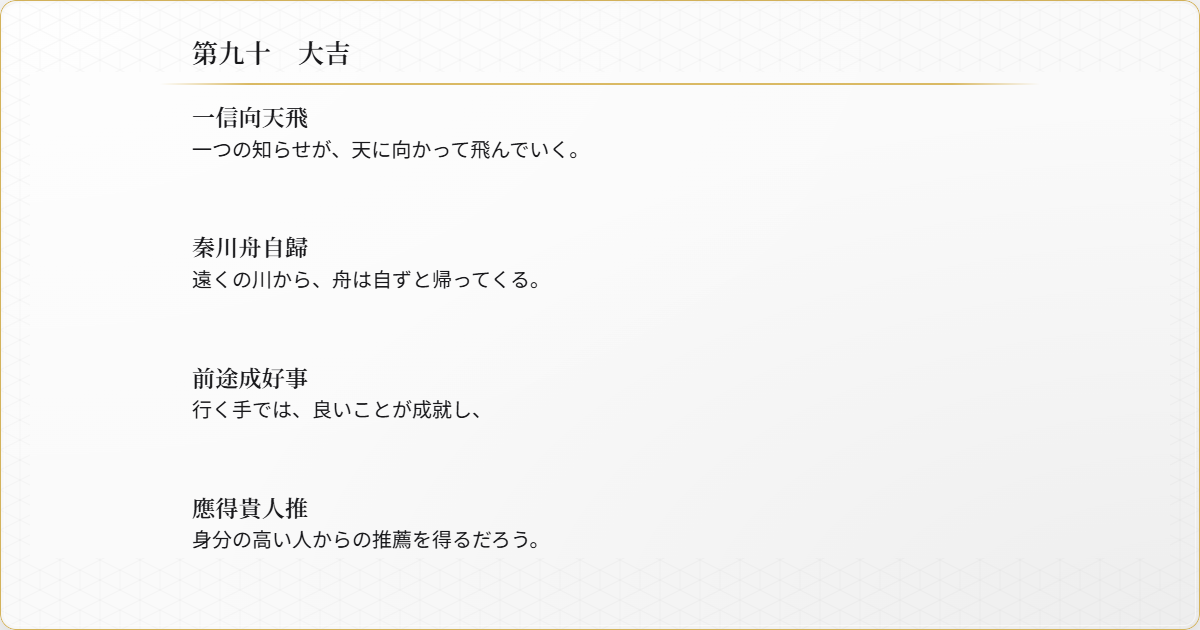 第九十　大吉
一信向天飛
一つの知らせが、天に向かって飛んでいく。
秦川舟自歸
遠くの川から、舟は自ずと帰ってくる。
前途成好事
行く手では、良いことが成就し、
應得貴人推
身分の高い人からの推薦を得るだろう。